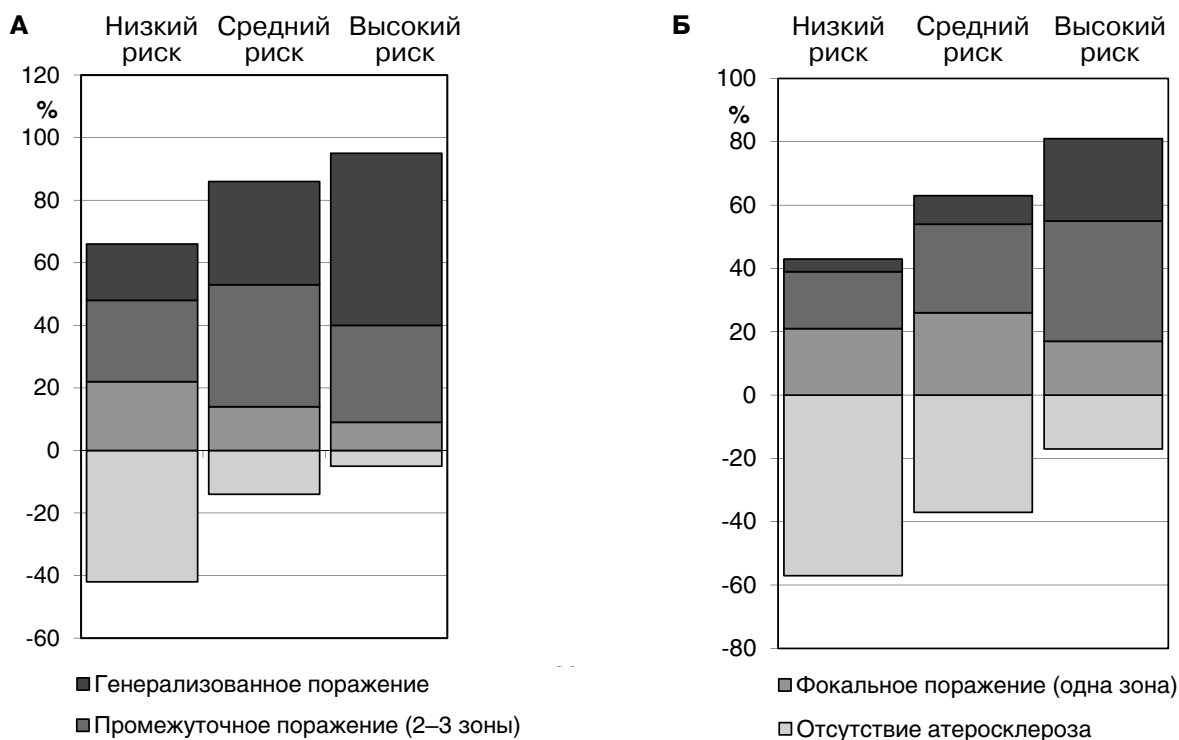 А
Низкий риск
Средний риск
Высокий риск
120
%
100
80
60
40
20
0
-20
-40
-60
Генерализованное поражение
Промежуточное поражение (2–3 зоны)
Б
Низкий риск
Средний риск
Высокий риск
100
%
80
60
40
20
0
-20
-40
-60
-80
Фокальное поражение (одна зона)
Отсутствие атеросклероза